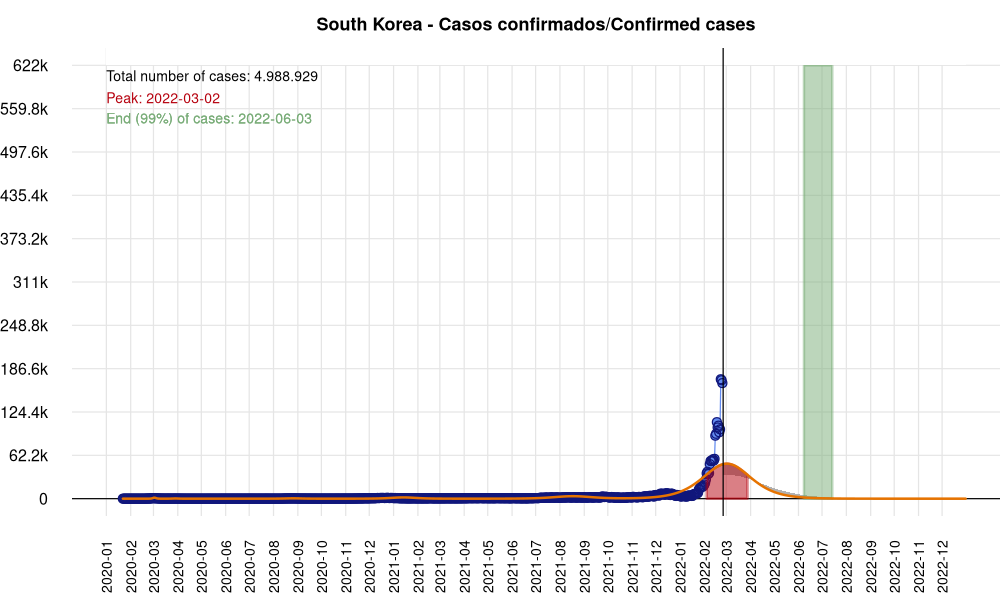 South Korea - Casos confirmados/Confirmed cases
Total number of cases: 4.988.929
Peak: 2022-03-02
End (99%) of cases: 2022-06-03
622k
559.8k
497.6k
435.4k
373.2k
311k
248.8k
186.6k
124.4k
62.2k
0
2020-01
2020-02
2020-03
2020-04
2020-05
2020-06
2020-07
2020-08
2020-09
2020-10
2020-11
2020-12
2021-01
2021-02
2021-03
2021-04
2021-05
2021-06
2021-07
2021-08
2021-09
2021-10
2021-11
2021-12
2022-01
2022-02
2022-03
2022-04
2022-05
2022-06
2022-07
2022-08
2022-09
2022-10
2022-11
2022-12